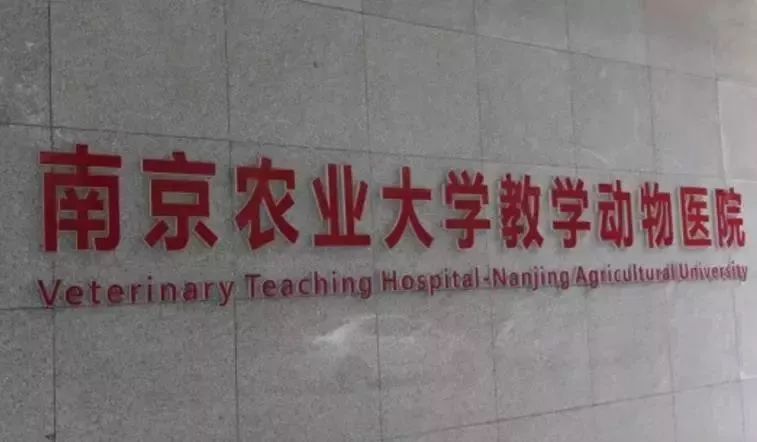 南京农业大学教学动物医院
Veterinary Teaching Hospital-Nanjing Agricultural University